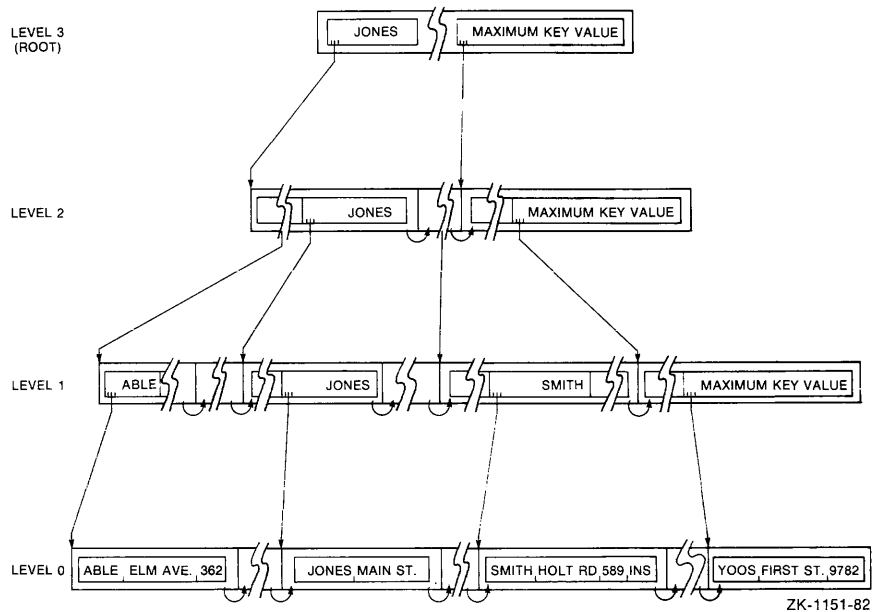 LEVEL 3
(ROOT)
JONES
MAXIMUM KEY VALUE
LEVEL 2
JONES
MAXIMUM KEY VALUE
LEVEL 1
ABLE
JONES
SMITH
MAXIMUM KEY VALUE
LEVEL 0
ABLE ELM AVE. 362
JONES MAIN ST.
SMITH HOLT RD 589 INS
YOOS FIRST ST. 9782
ZK-1151-82